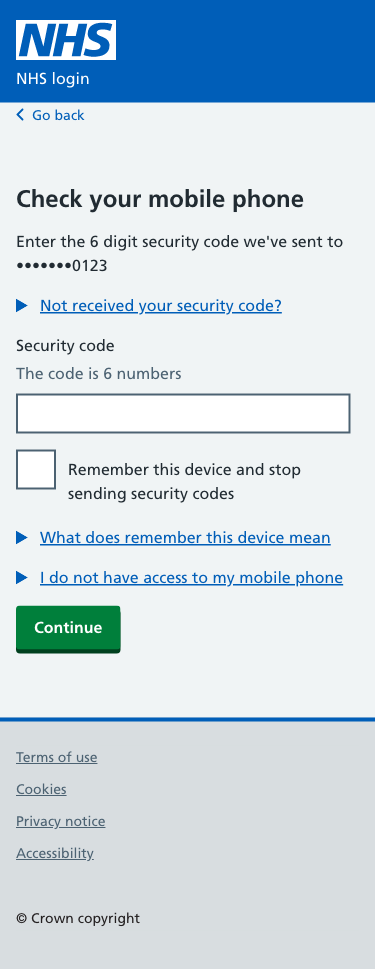 NHS
NHS login
Go back
Check your mobile phone
Enter the 6 digit security code we've sent to
•••••••0123
Not received your security code?
Security code
The code is 6 numbers
Remember this device and stop
sending security codes
What does remember this device mean
I do not have access to my mobile phone
Continue
Terms of use
Cookies
Privacy notice
Accessibility
© Crown copyright